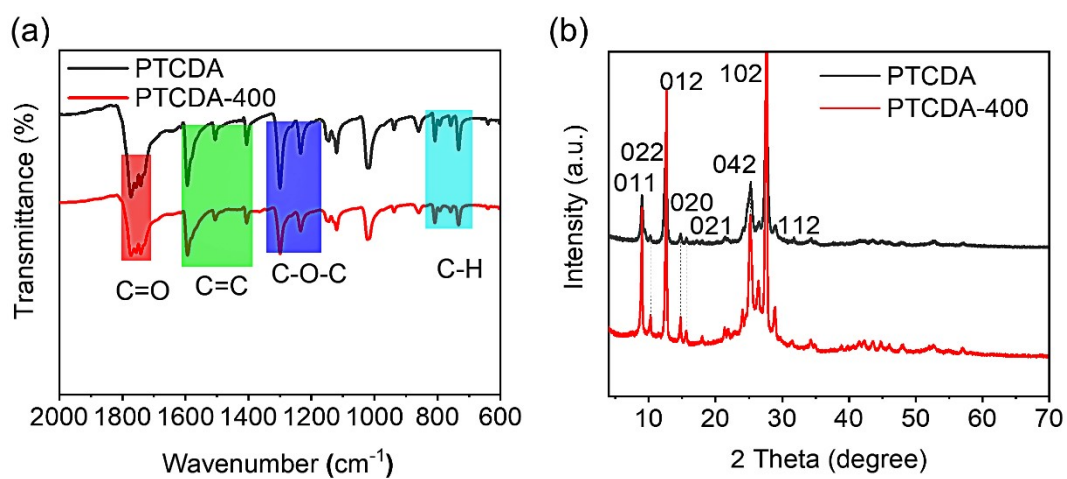 (a)
PTCDA
PTCDA-400
Transmittance (%)
C=O
C=C
C-O-C
C-H
2000 1800 1600 1400 1200 1000 800 600
Wavenumber (cm⁻¹)
(b)
012
102
PTCDA
PTCDA-400
022
011
042
020
021
112
Intensity (a.u.)
10 20 30 40 50 60 70
2 Theta (degree)